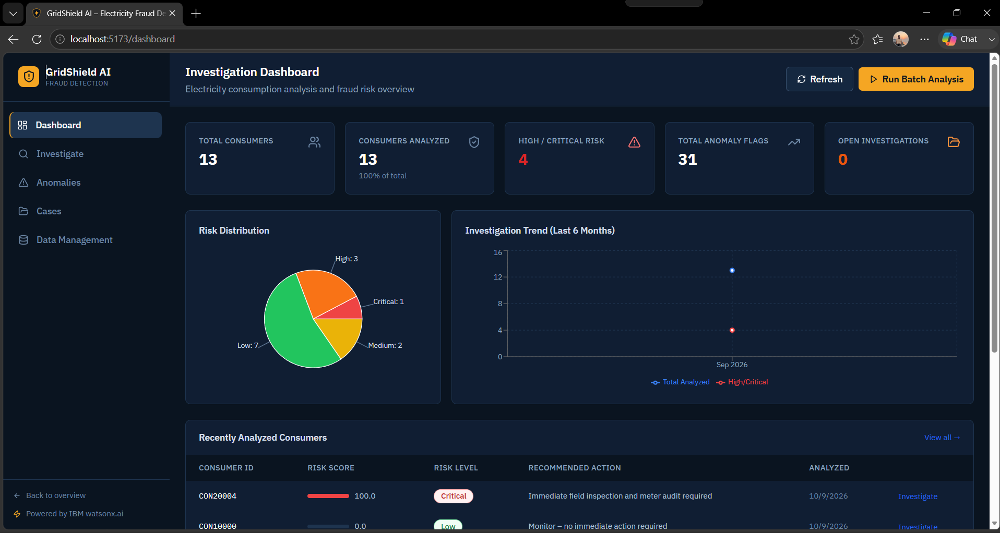 GridShield AI – Electricity Fraud De
localhost:5173/dashboard
Chat
GridShield AI
FRAUD DETECTION
Dashboard
Investigate
Anomalies
Cases
Data Management
Back to overview
Powered by IBM watsonx.ai
Investigation Dashboard
Electricity consumption analysis and fraud risk overview
Refresh
Run Batch Analysis
TOTAL CONSUMERS
13
CONSUMERS ANALYZED
13
100% of total
HIGH / CRITICAL RISK
4
TOTAL ANOMALY FLAGS
31
OPEN INVESTIGATIONS
0
Risk Distribution
High: 3
Critical: 1
Low: 7
Medium: 2
Investigation Trend (Last 6 Months)
16
12
8
4
0
Sep 2026
Total Analyzed High/Critical
Recently Analyzed Consumers
View all →
CONSUMER ID RISK SCORE RISK LEVEL RECOMMENDED ACTION ANALYZED
CON20004 100.0 Critical Immediate field inspection and meter audit required 10/9/2026 Investigate
CON10000 0.0 Low Monitor – no immediate action required 10/9/2026 Investigate